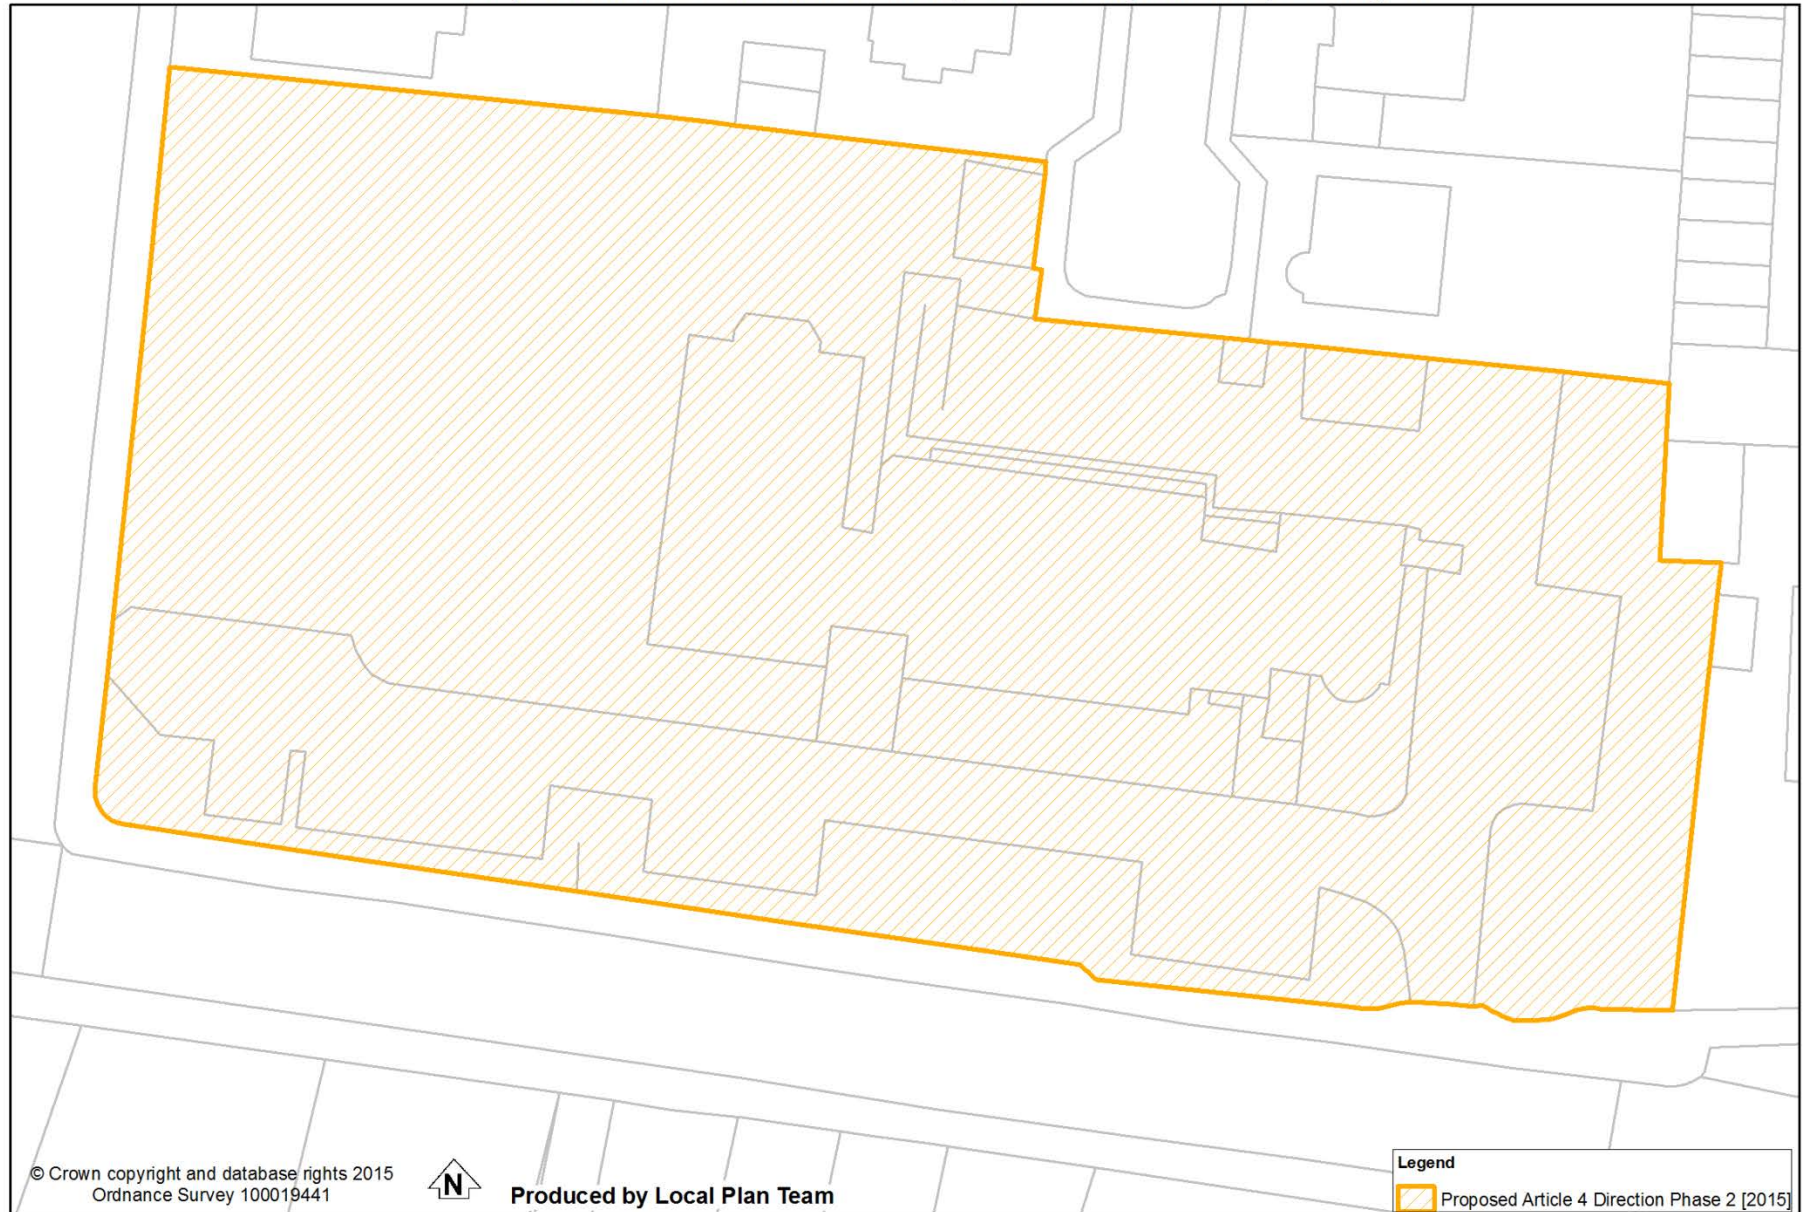 © Crown copyright and database rights 2015
Ordnance Survey 100019441
N
Produced by Local Plan Team
Legend
Proposed Article 4 Direction Phase 2 [2015]